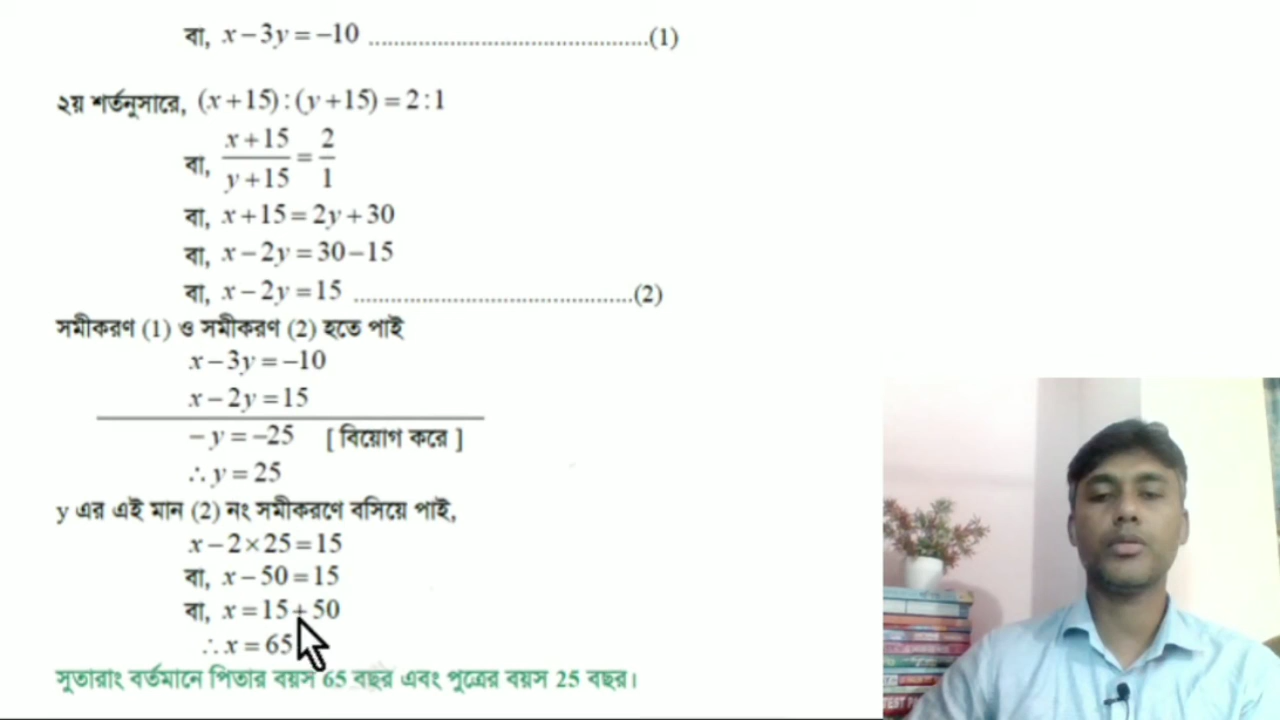 বা, x−3y = −10 .............................................(1)
২য় শর্তনুসারে, (x+15):(y+15) = 2:1
বা, x+15/y+15 = 2/1
বা, x+15 = 2y+30
বা, x−2y = 30−15
বা, x−2y = 15 .............................................(2)
সমীকরণ (1) ও সমীকরণ (2) হতে পাই
x−3y = −10
x−2y = 15
−y = −25 [ বিয়োগ করে ]
∴ y = 25
y এর এই মান (2) নং সমীকরণে বসিয়ে পাই,
x−2×25 = 15
বা, x−50 = 15
বা, x = 15+50
∴ x = 65
সুতারাং বর্তমানে পিতার বয়স 65 বছর এবং পুত্রের বয়স 25 বছর।